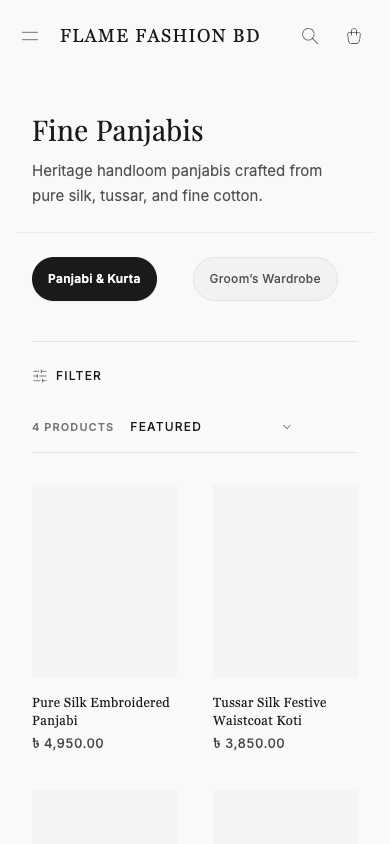 FLAME FASHION BD
Fine Panjabis
Heritage handloom panjabis crafted from
pure silk, tussar, and fine cotton.
Panjabi & Kurta
Groom's Wardrobe
FILTER
4 PRODUCTS
FEATURED
Pure Silk Embroidered
Panjabi
৳ 4,950.00
Tussar Silk Festive
Waistcoat Koti
৳ 3,850.00